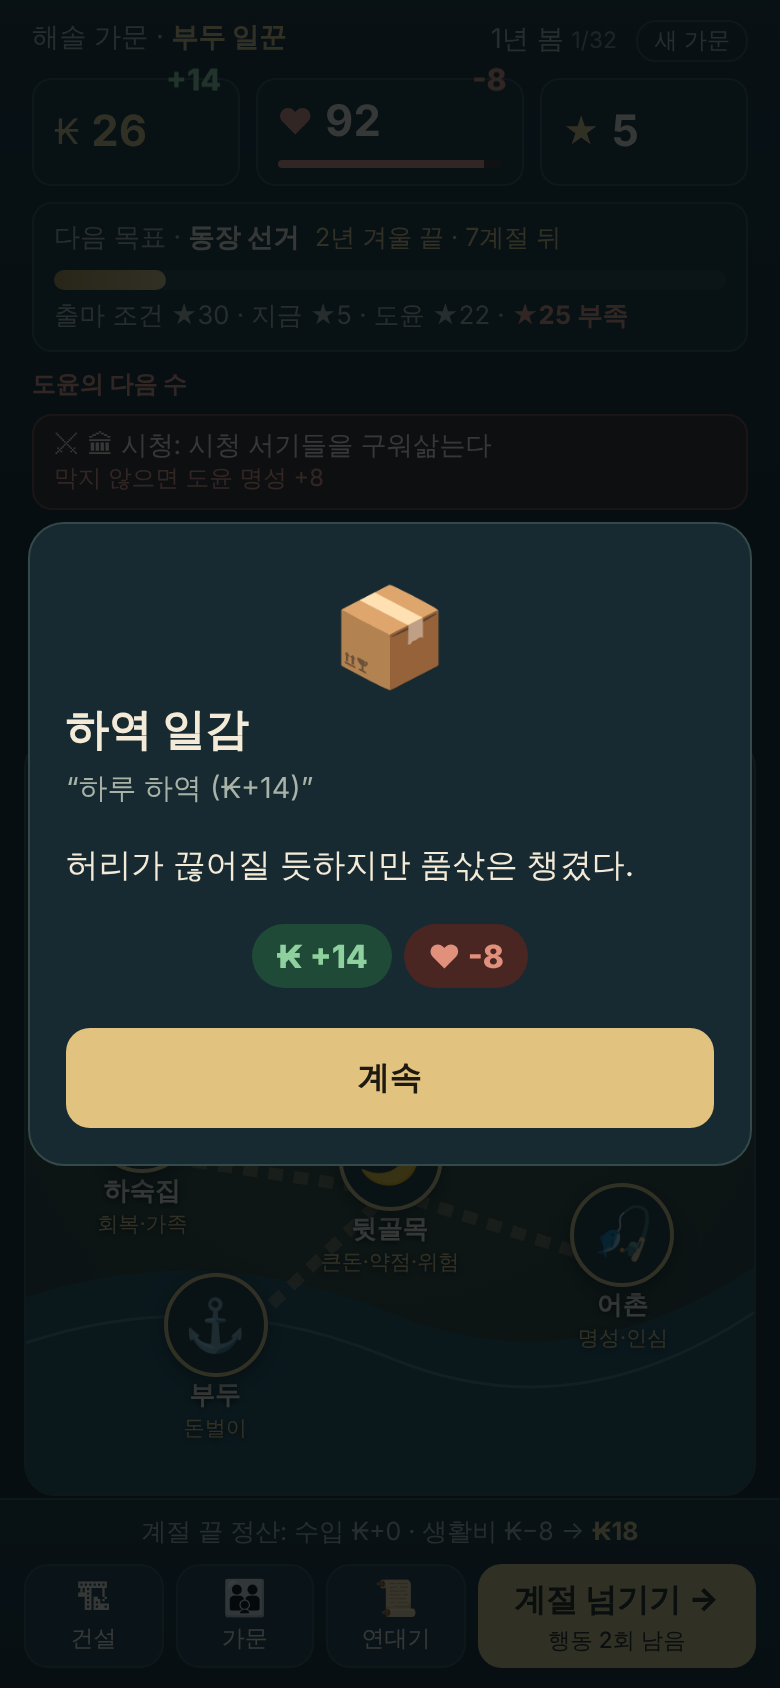 해솔 가문 · 부두 일꾼
1년 봄 1/32
새 가문
+14
-8
₭ 26
♥ 92
★ 5
다음 목표 · 동장 선거 2년 겨울 끝 · 7계절 뒤
출마 조건 ★30 · 지금 ★5 · 도윤 ★22 · ★25 부족
도윤의 다음 수
⚔ 🏛 시청: 시청 서기들을 구워삶는다
막지 않으면 도윤 명성 +8
하역 일감
“하루 하역 (₭+14)”
허리가 끊어질 듯하지만 품삯은 챙겼다.
₭ +14
♥ -8
계속
하숙집
회복·가족
뒷골목
큰돈·약점·위험
어촌
명성·인심
부두
돈벌이
계절 끝 정산: 수입 ₭+0 · 생활비 ₭−8 → ₭18
건설
가문
연대기
계절 넘기기 →
행동 2회 남음